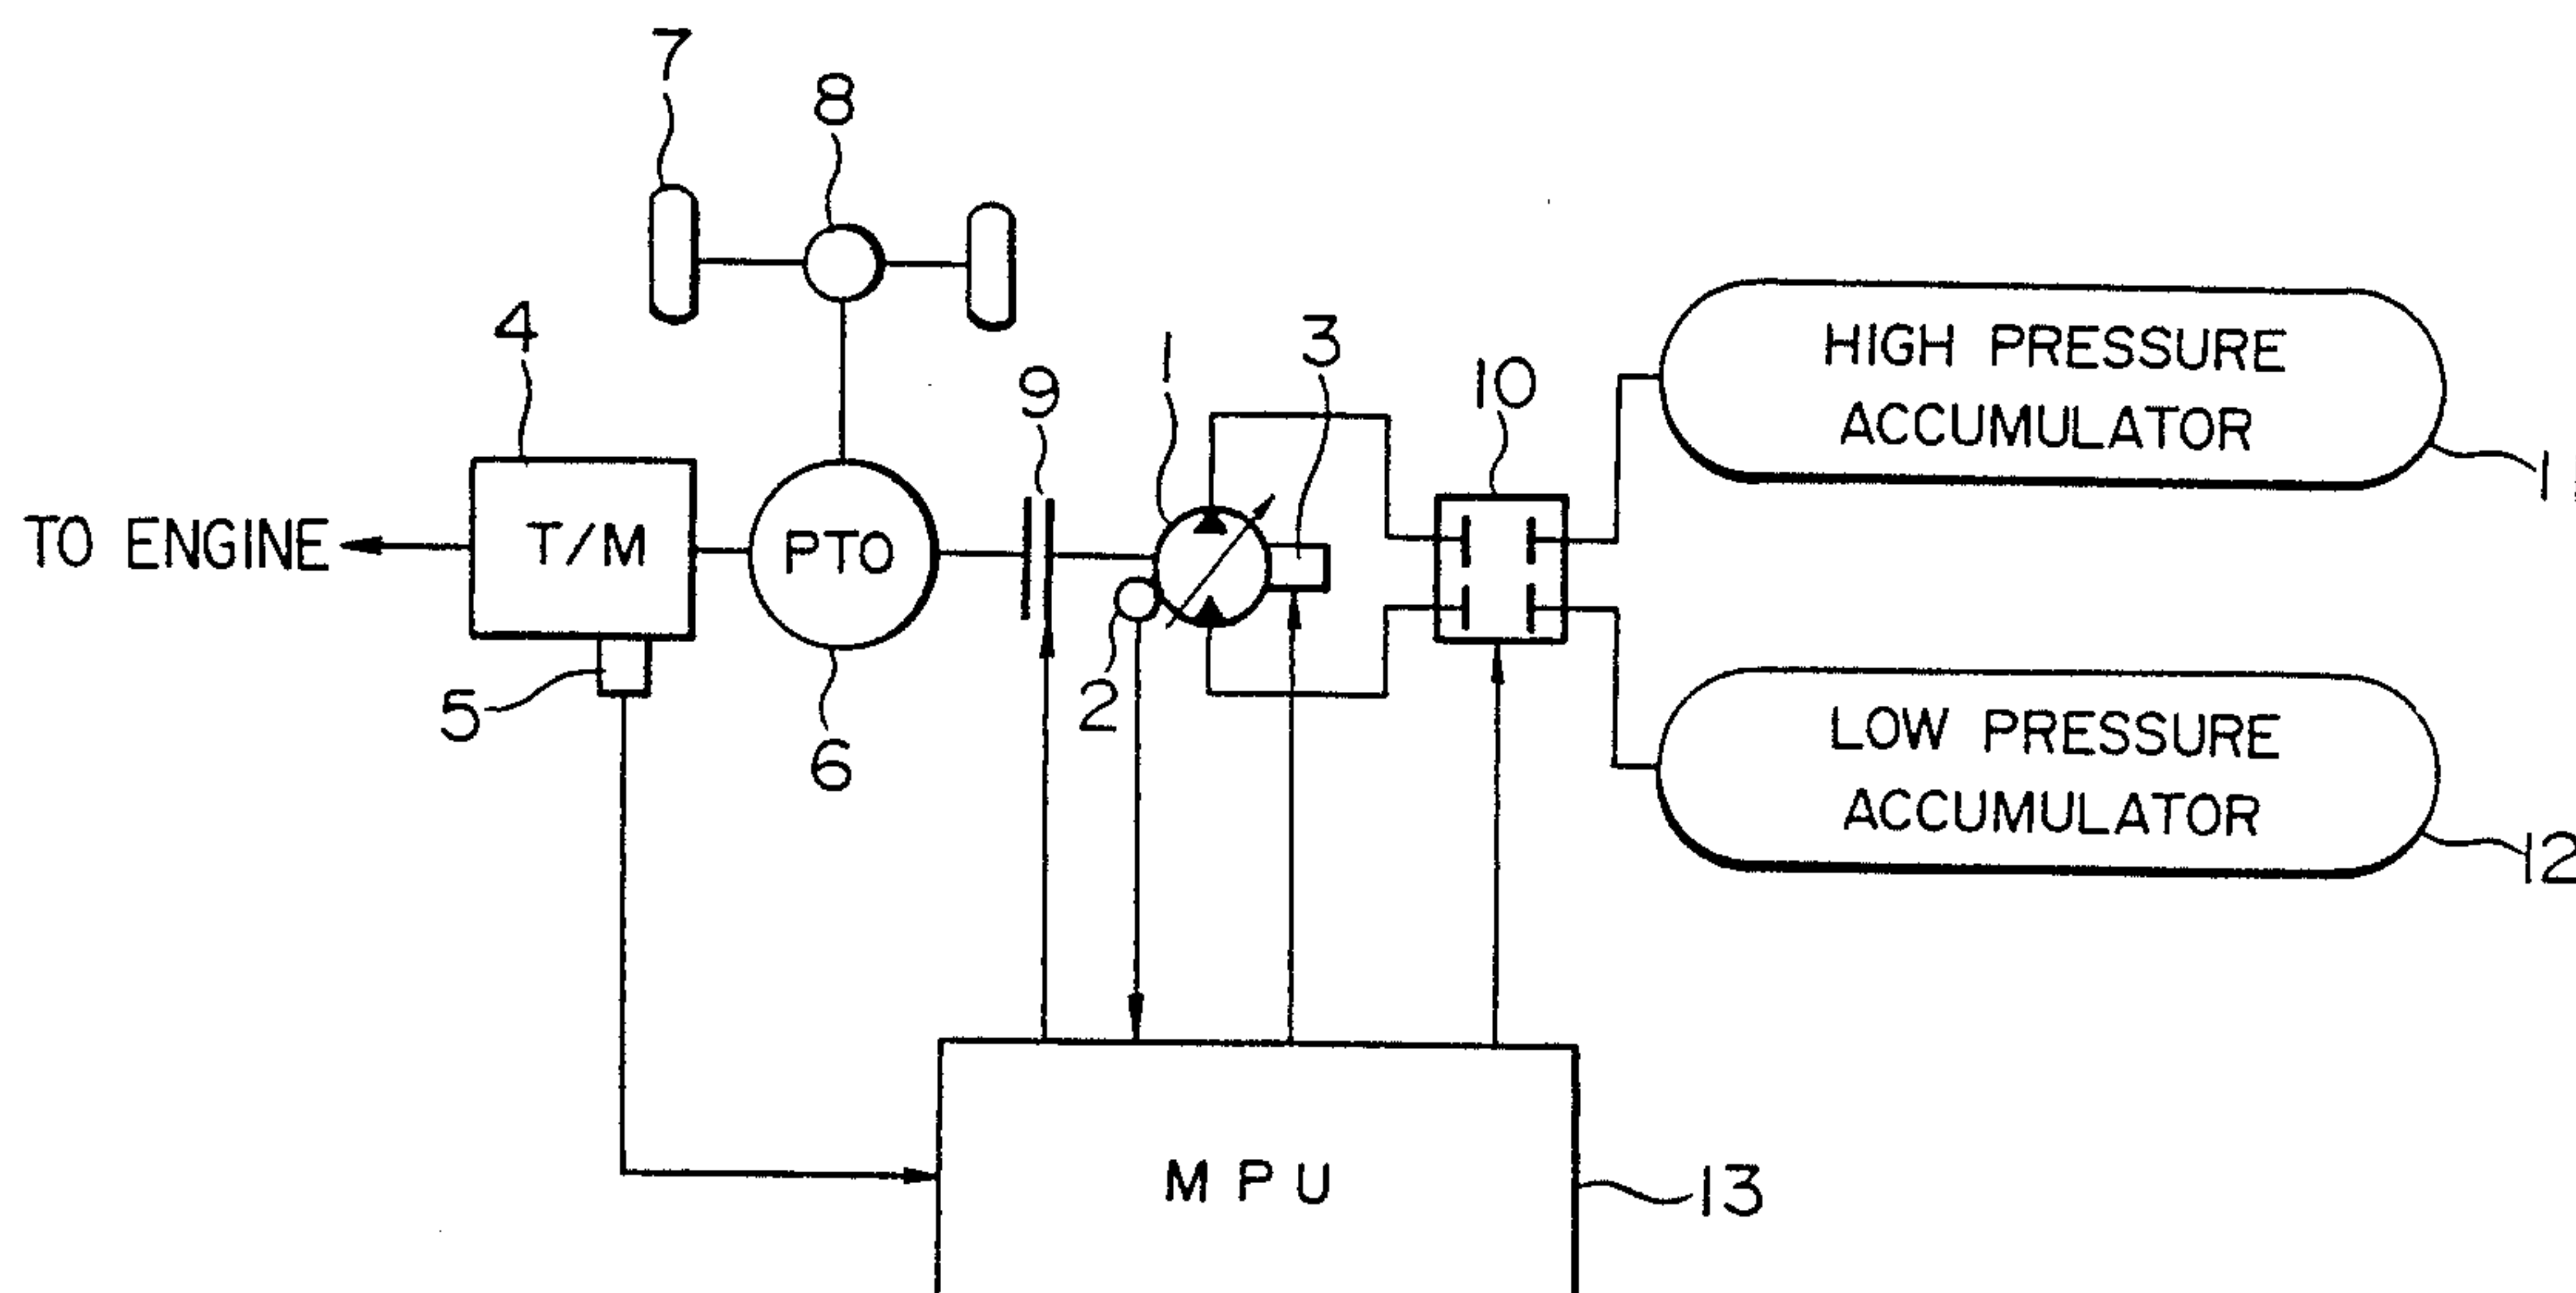 7
8
4
9
1
3
10
HIGH PRESSURE
ACCUMULATOR
11
TO ENGINE
T/M
PTO
5
6
2
LOW PRESSURE
ACCUMULATOR
12
MPU
13